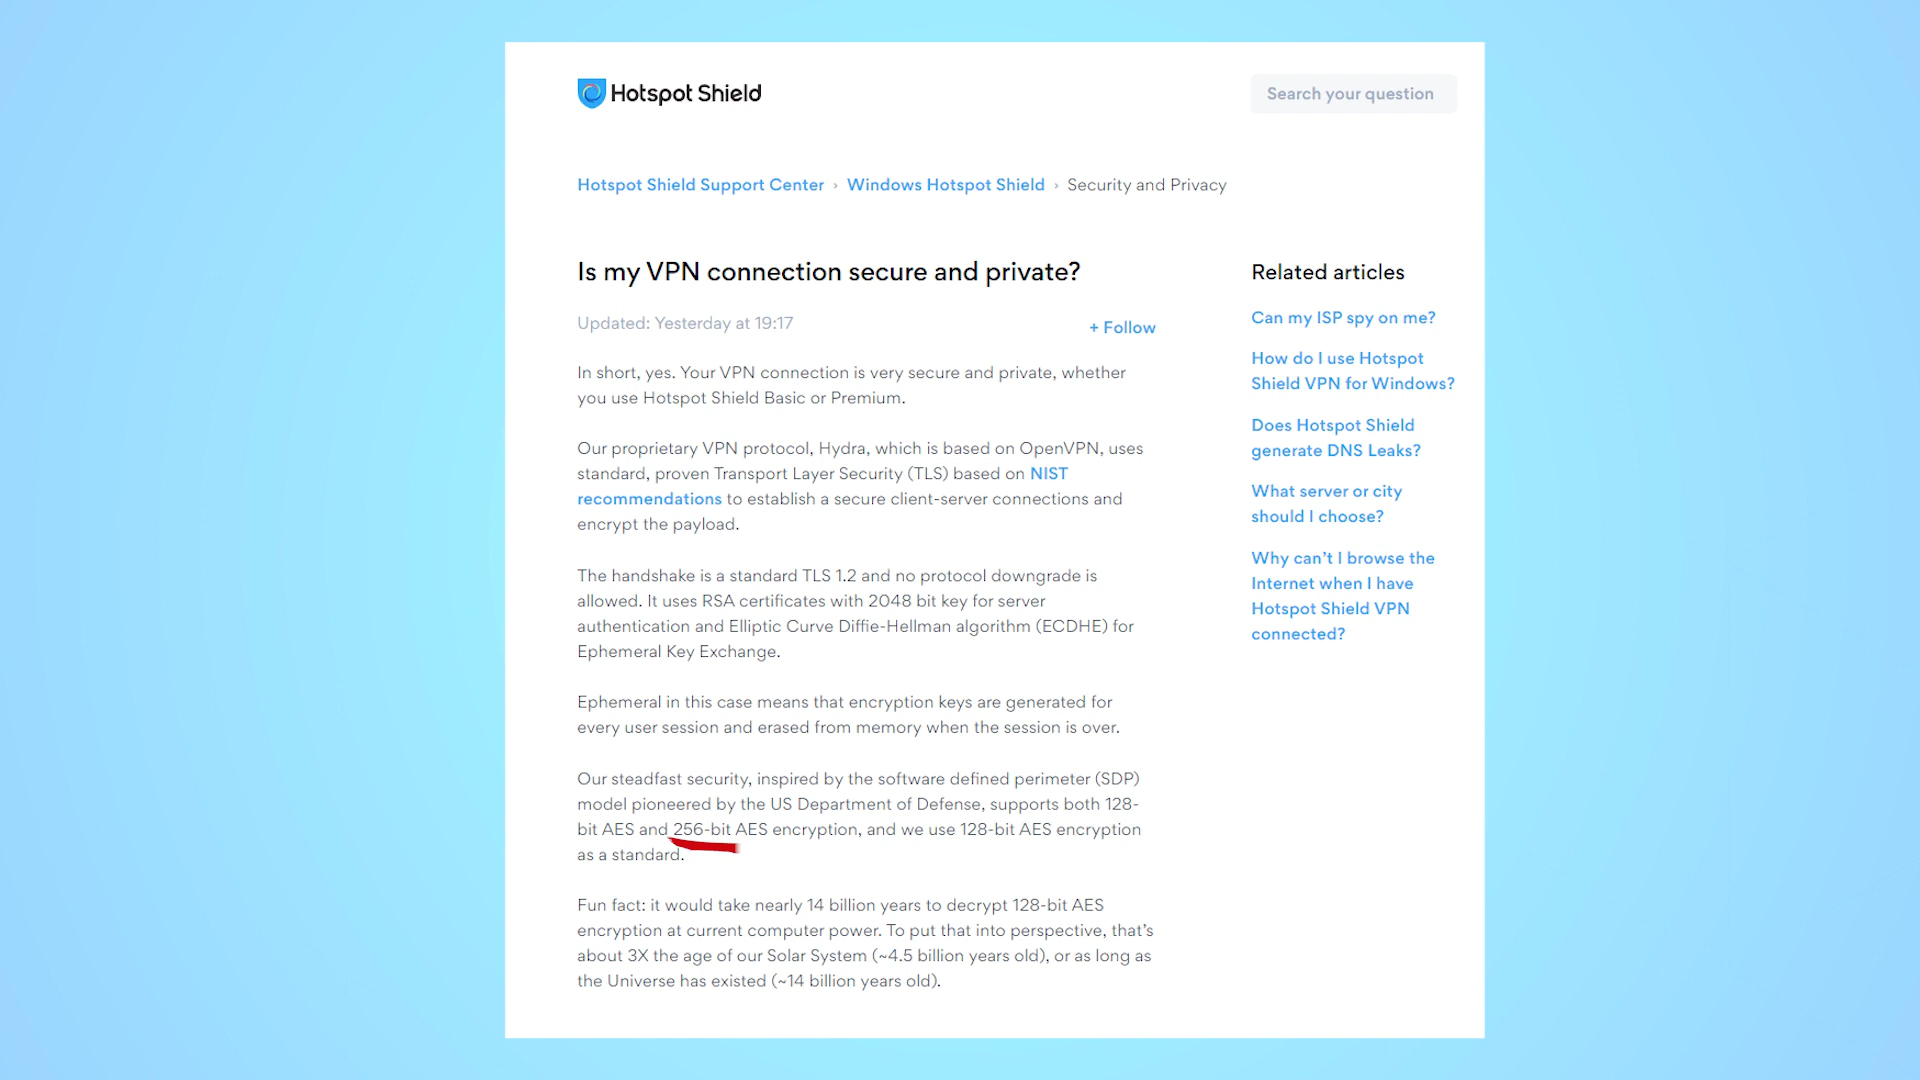 Hotspot Shield
Search your question
Hotspot Shield Support Center › Windows Hotspot Shield › Security and Privacy
Is my VPN connection secure and private?
Updated: Yesterday at 19:17
+ Follow
In short, yes. Your VPN connection is very secure and private, whether
you use Hotspot Shield Basic or Premium.
Our proprietary VPN protocol, Hydra, which is based on OpenVPN, uses
standard, proven Transport Layer Security (TLS) based on NIST
recommendations to establish a secure client-server connections and
encrypt the payload.
The handshake is a standard TLS 1.2 and no protocol downgrade is
allowed. It uses RSA certificates with 2048 bit key for server
authentication and Elliptic Curve Diffie-Hellman algorithm (ECDHE) for
Ephemeral Key Exchange.
Ephemeral in this case means that encryption keys are generated for
every user session and erased from memory when the session is over.
Our steadfast security, inspired by the software defined perimeter (SDP)
model pioneered by the US Department of Defense, supports both 128-
bit AES and 256-bit AES encryption, and we use 128-bit AES encryption
as a standard.
Fun fact: it would take nearly 14 billion years to decrypt 128-bit AES
encryption at current computer power. To put that into perspective, that's
about 3X the age of our Solar System (~4.5 billion years old), or as long as
the Universe has existed (~14 billion years old).
Related articles
Can my ISP spy on me?
How do I use Hotspot
Shield VPN for Windows?
Does Hotspot Shield
generate DNS Leaks?
What server or city
should I choose?
Why can't I browse the
Internet when I have
Hotspot Shield VPN
connected?